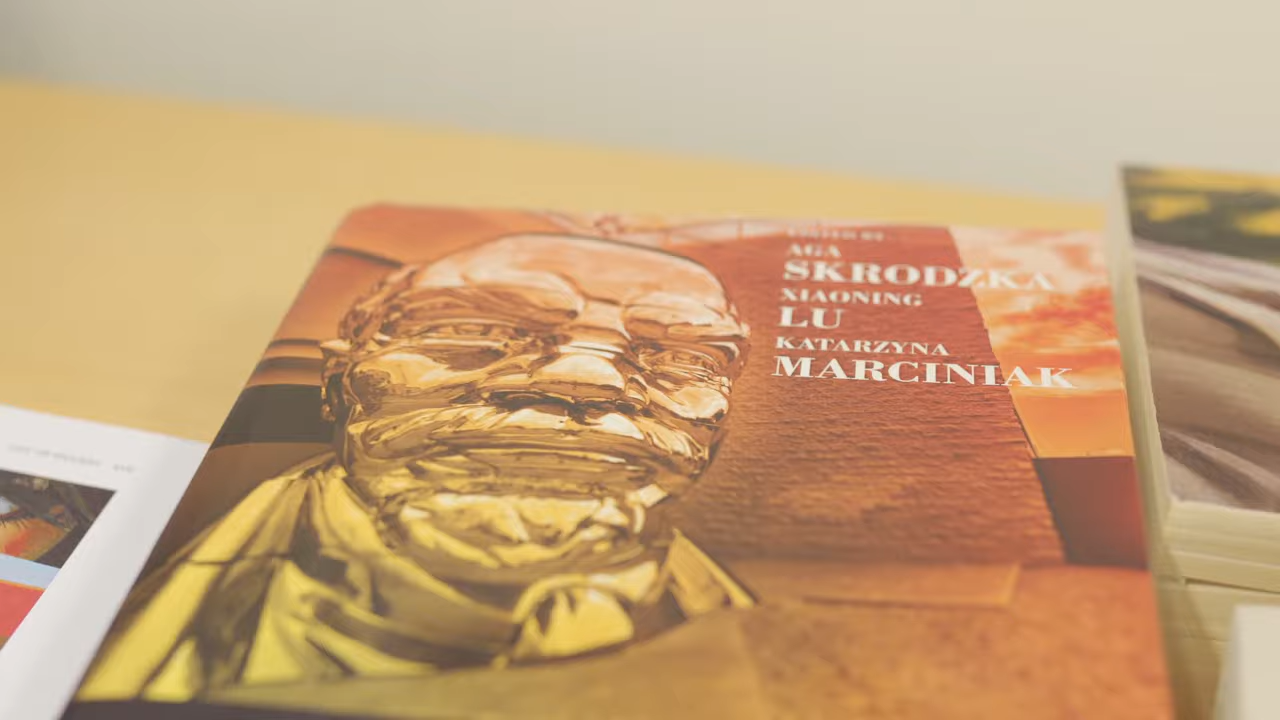 EDITED BY
AGA
SKRODZKA
XIAONING
LU
KATARZYNA
MARCINIAK